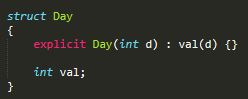 struct Day
{
    explicit Day(int d) : val(d) {}
    int val;
}